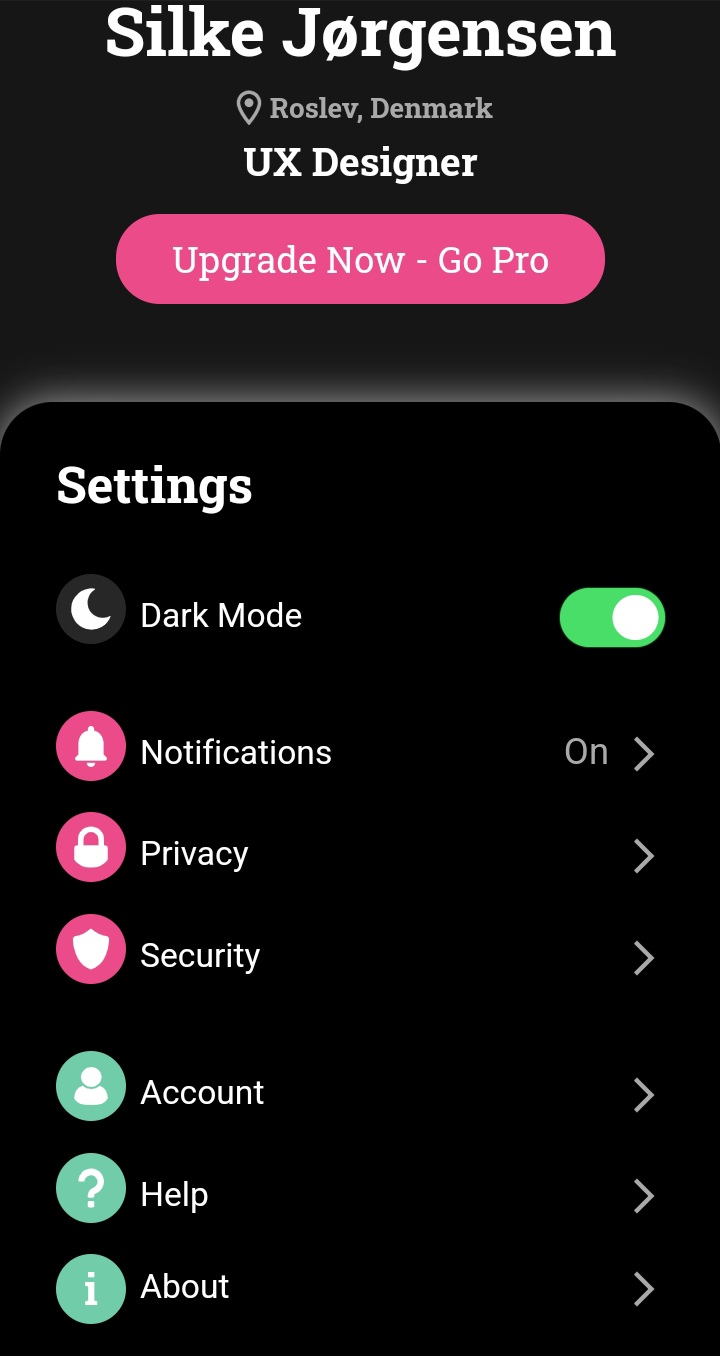 Silke Jørgensen
Roslev, Denmark
UX Designer
Upgrade Now - Go Pro
Settings
Dark Mode
Notifications On
Privacy
Security
Account
Help
About